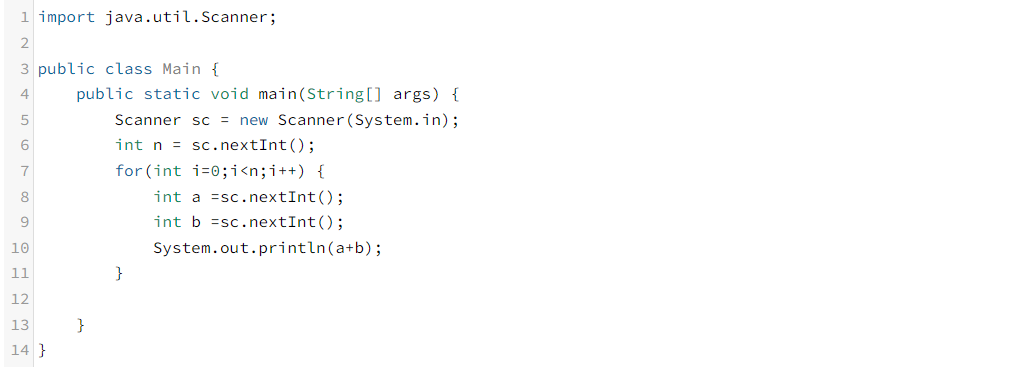 1 import java.util.Scanner;
2
3 public class Main {
4     public static void main(String[] args) {
5         Scanner sc = new Scanner(System.in);
6         int n = sc.nextInt();
7         for(int i=0;i<n;i++) {
8             int a =sc.nextInt();
9             int b =sc.nextInt();
10             System.out.println(a+b);
11         }
12
13     }
14 }